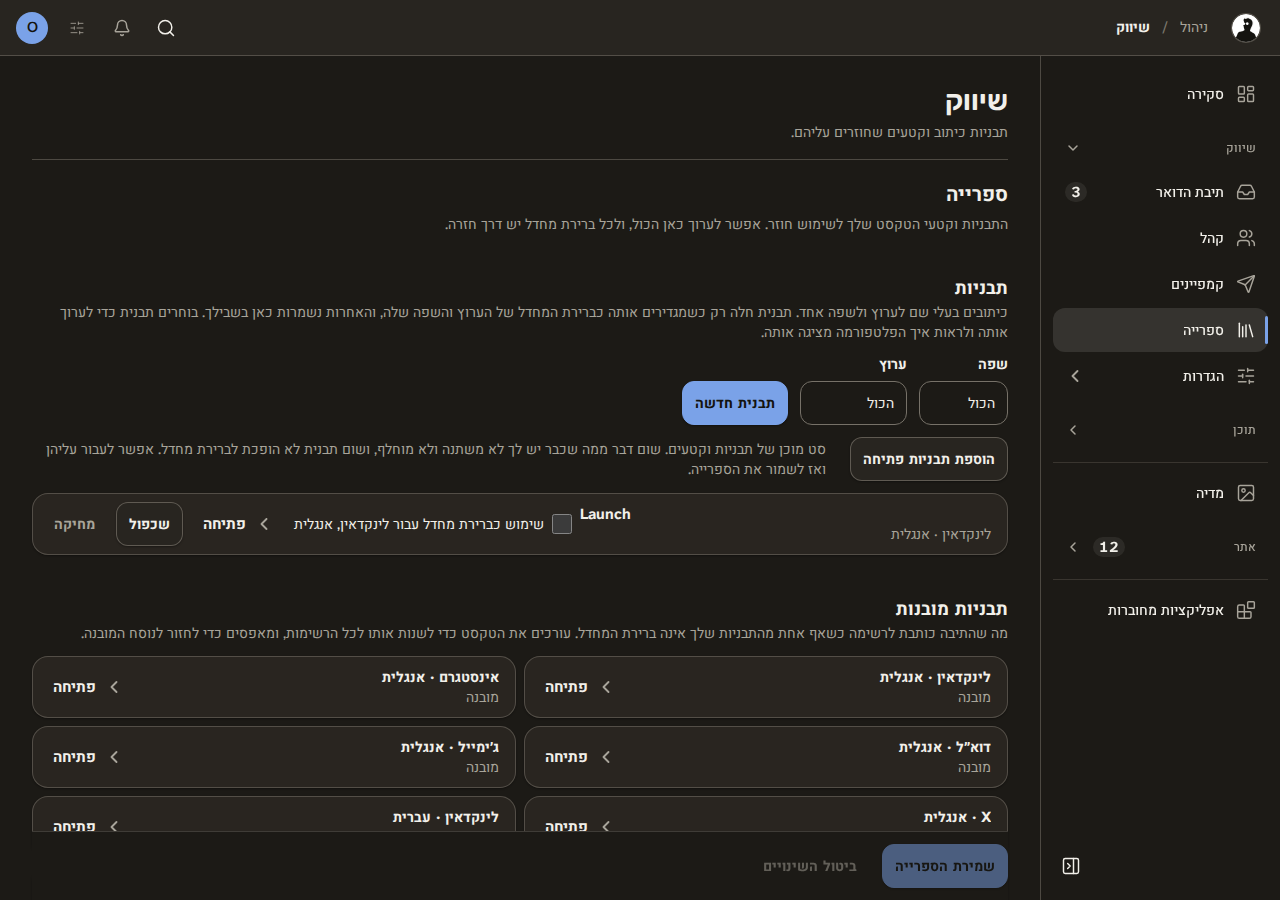 ניהול / שיווק
O
סקירה
שיווק
תיבת הדואר 3
קהל
קמפיינים
ספרייה
הגדרות
תוכן
מדיה
אתר 12
אפליקציות מחוברות
שיווק
תבניות כיתוב וקטעים שחוזרים עליהם.
ספרייה
התבניות וקטעי הטקסט שלך לשימוש חוזר. אפשר לערוך כאן הכול, ולכל ברירת מחדל יש דרך חזרה.
תבניות
כיתובים בעלי שם לערוץ ולשפה אחד. תבנית חלה רק כשמגדירים אותה כברירת המחדל של הערוץ והשפה שלה, והאחרות נשמרות כאן בשבילך. בוחרים תבנית כדי לערוך
אותה ולראות איך הפלטפורמה מציגה אותה.
שפה ערוץ
הכול הכול תבנית חדשה
הוספת תבניות פתיחה
סט מוכן של תבניות וקטעים. שום דבר ממה שכבר יש לך לא משתנה ולא מוחלף, ושום תבנית לא הופכת לברירת מחדל. אפשר לעבור עליהן
ואז לשמור את הספרייה.
Launch
לינקדאין · אנגלית
שימוש כברירת מחדל עבור לינקדאין, אנגלית
פתיחה שכפול מחיקה
תבניות מובנות
מה שהתיבה כותבת לרשימה כשאף אחת מהתבניות שלך אינה ברירת המחדל. עורכים את הטקסט כדי לשנות אותו לכל הרשימות, ומאפסים כדי לחזור לנוסח המובנה.
לינקדאין · אנגלית
מובנה
פתיחה
אינסטגרם · אנגלית
מובנה
פתיחה
דוא״ל · אנגלית
מובנה
פתיחה
ג׳ימייל · אנגלית
מובנה
פתיחה
X · אנגלית
פתיחה
לינקדאין · עברית
פתיחה
שמירת הספרייה ביטול השינויים